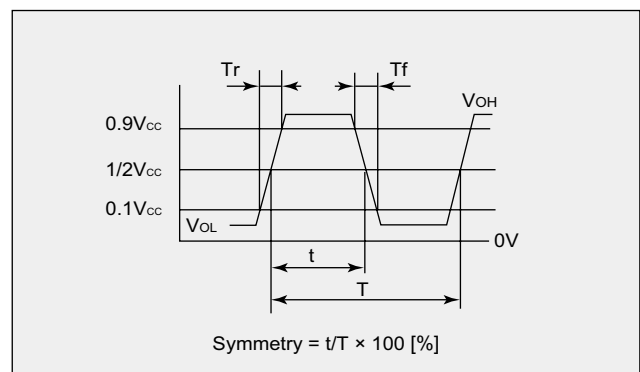 Tr Tf
VOH
0.9Vcc
1/2Vcc
0.1Vcc
VOL
0V
t
T
Symmetry = t/T × 100 [%]